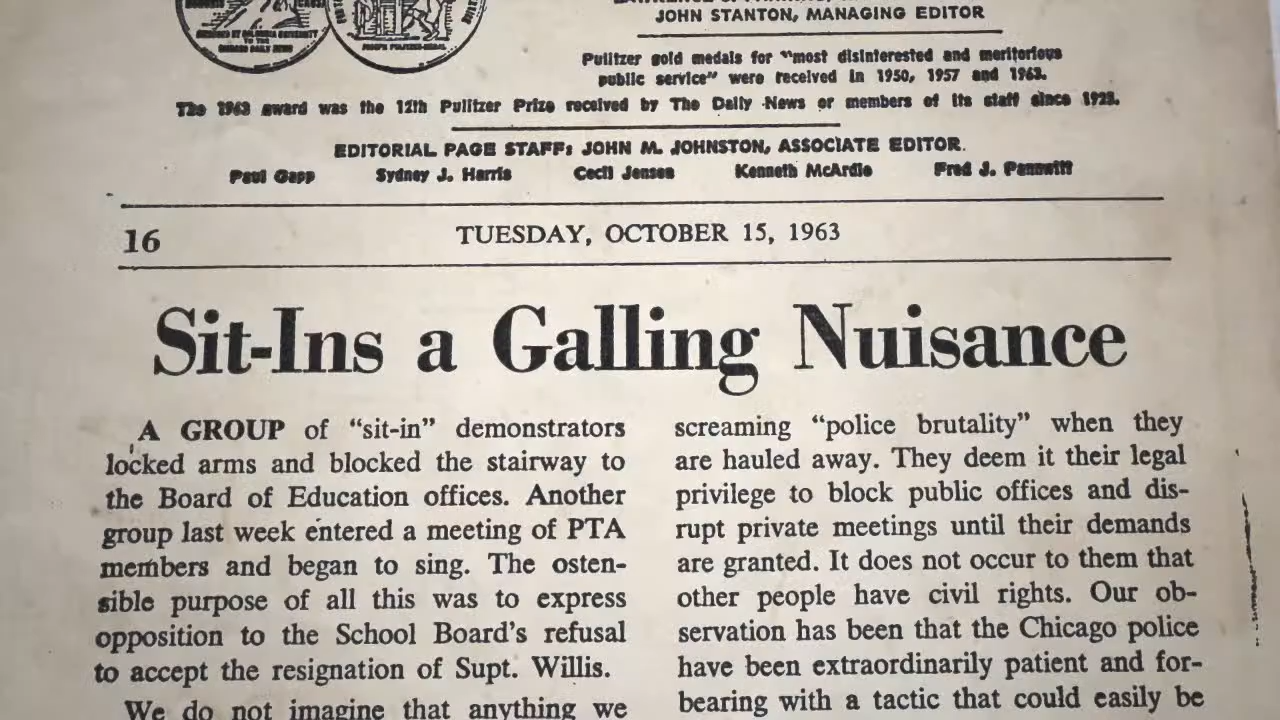 JOHN STANTON, MANAGING EDITOR
Pulitzer gold medals for "most disinterested and meritorious
public service" were received in 1950, 1957 and 1963.
The 1963 award was the 12th Pulitzer Prize received by The Daily News or members of its staff since 1925.
EDITORIAL PAGE STAFF: JOHN M. JOHNSTON, ASSOCIATE EDITOR.
Paul Gapp Sydney J. Harris Cecil Jensen Kenneth McArdle Fred J. Pannwitt
16 TUESDAY, OCTOBER 15, 1963
Sit-Ins a Galling Nuisance
A GROUP of "sit-in" demonstrators
locked arms and blocked the stairway to
the Board of Education offices. Another
group last week entered a meeting of PTA
members and began to sing. The osten-
sible purpose of all this was to express
opposition to the School Board's refusal
to accept the resignation of Supt. Willis.
We do not imagine that anything we
screaming "police brutality" when they
are hauled away. They deem it their legal
privilege to block public offices and dis-
rupt private meetings until their demands
are granted. It does not occur to them that
other people have civil rights. Our ob-
servation has been that the Chicago police
have been extraordinarily patient and for-
bearing with a tactic that could easily be